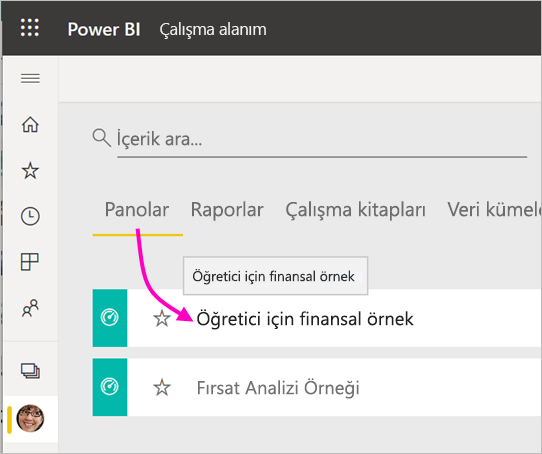 Power BI Çalışma alanım
İçerik ara...
Panolar Raporlar Çalışma kitapları Veri kümele
Öğretici için finansal örnek
Öğretici için finansal örnek
Fırsat Analizi Örneği